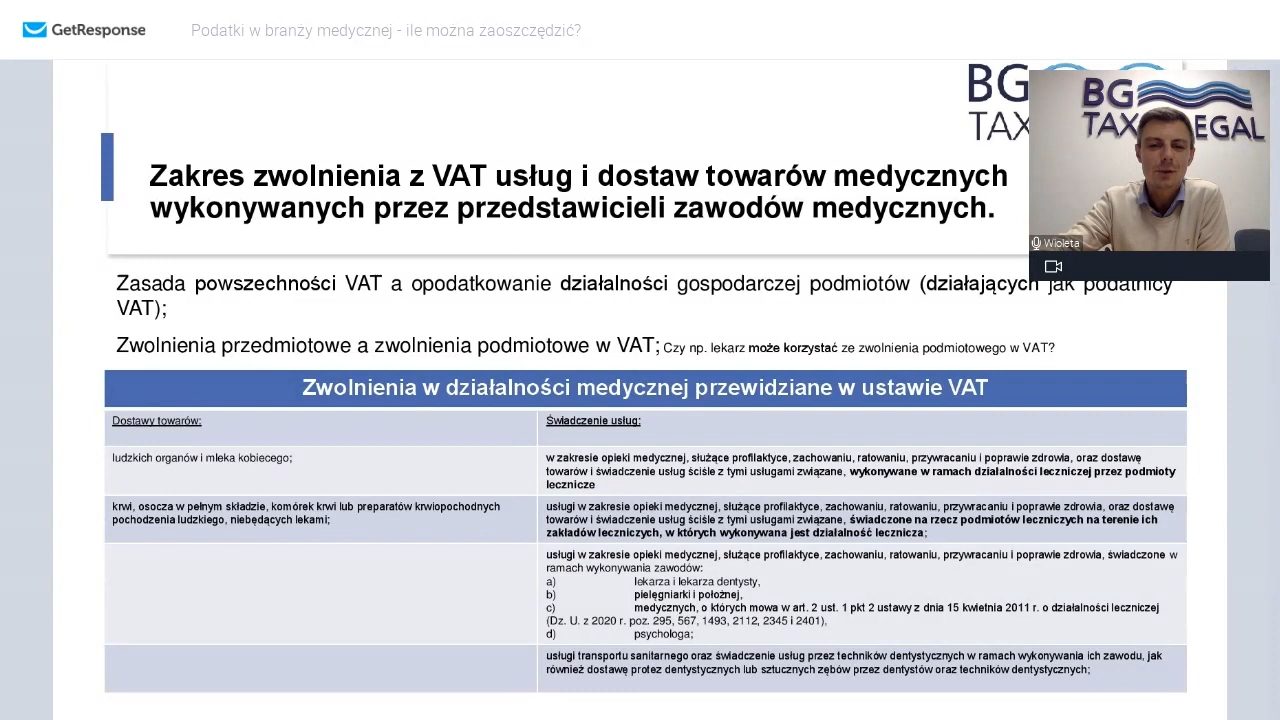 GetResponse
Podatki w branży medycznej - ile można zaoszczędzić?
BG
TAX
BG
TAX EGAL
Wioleta
Zakres zwolnienia z VAT usług i dostaw towarów medycznych
wykonywanych przez przedstawicieli zawodów medycznych.
Zasada powszechności VAT a opodatkowanie działalności gospodarczej podmiotów (działających jak podatnicy
VAT);
Zwolnienia przedmiotowe a zwolnienia podmiotowe w VAT; Czy np. lekarz może korzystać ze zwolnienia podmiotowego w VAT?
Zwolnienia w działalności medycznej przewidziane w ustawie VAT
Dostawy towarów:
Świadczenie usług:
ludzkich organów i mleka kobiecego;
w zakresie opieki medycznej, służące profilaktyce, zachowaniu, ratowaniu, przywracaniu i poprawie zdrowia, oraz dostawę
towarów i świadczenie usług ściśle z tymi usługami związane, wykonywane w ramach działalności leczniczej przez podmioty
lecznicze
krwi, osocza w pełnym składzie, komórek krwi lub preparatów krwiopochodnych
pochodzenia ludzkiego, niebędących lekami;
usługi w zakresie opieki medycznej, służące profilaktyce, zachowaniu, ratowaniu, przywracaniu i poprawie zdrowia, oraz dostawę
towarów i świadczenie usług ściśle z tymi usługami związane, świadczone na rzecz podmiotów leczniczych na terenie ich
zakładów leczniczych, w których wykonywana jest działalność lecznicza;
usługi w zakresie opieki medycznej, służące profilaktyce, zachowaniu, ratowaniu, przywracaniu i poprawie zdrowia, świadczone w
ramach wykonywania zawodów:
a) lekarza i lekarza dentysty,
b) pielęgniarki i położnej,
c) medycznych, o których mowa w art. 2 ust. 1 pkt 2 ustawy z dnia 15 kwietnia 2011 r. o działalności leczniczej
(Dz. U. z 2020 r. poz. 295, 567, 1493, 2112, 2345 i 2401),
d) psychologa;
usługi transportu sanitarnego oraz świadczenie usług przez techników dentystycznych w ramach wykonywania ich zawodu, jak
również dostawę protez dentystycznych lub sztucznych zębów przez dentystów oraz techników dentystycznych;